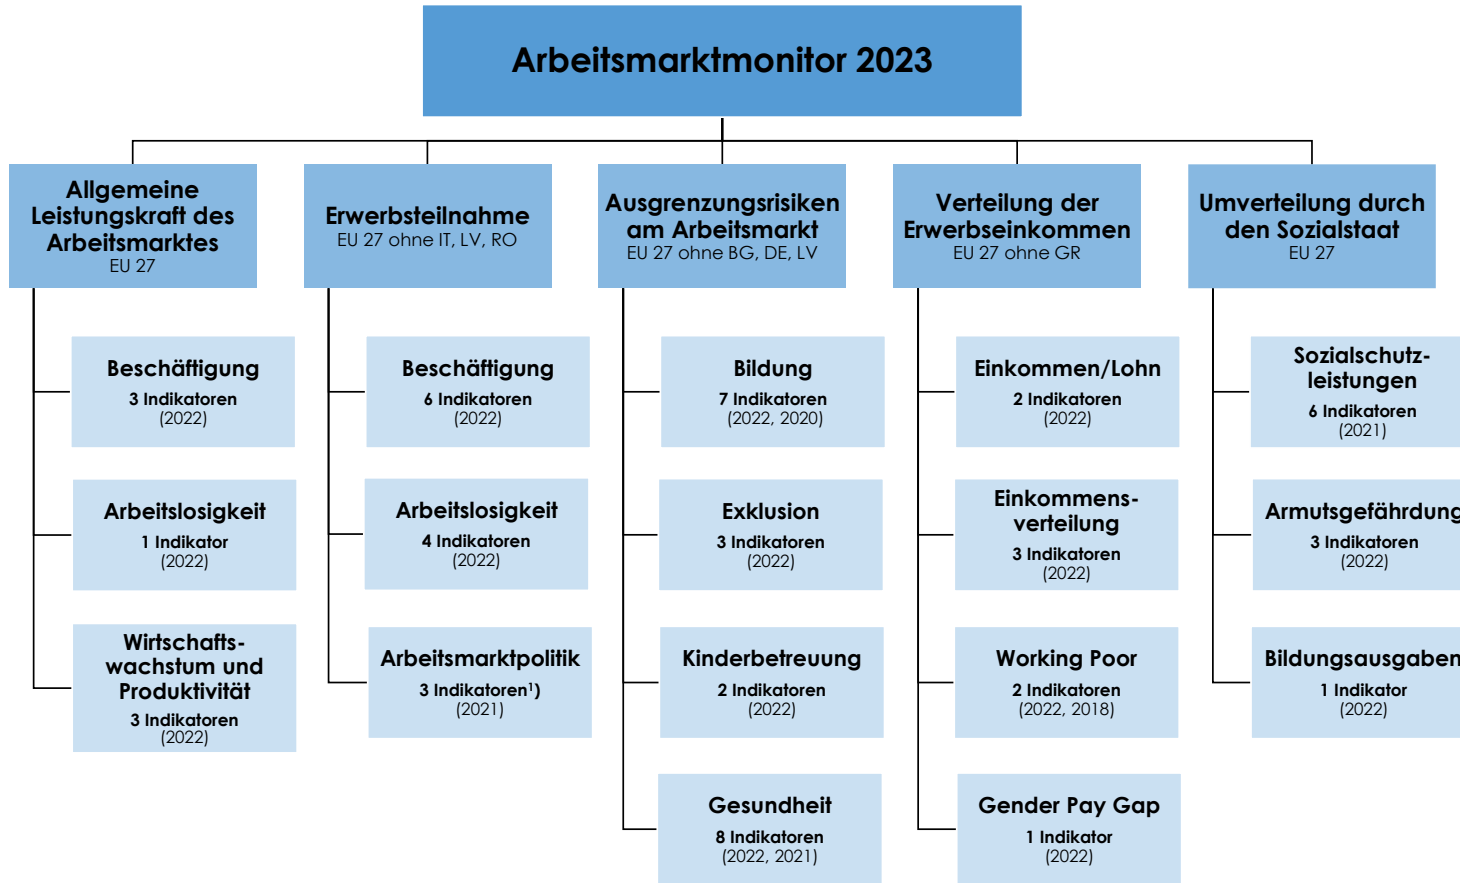 Arbeitsmarktmonitor 2023
Allgemeine
Leistungskraft des
Arbeitsmarktes
EU 27
Beschäftigung
3 Indikatoren
(2022)
Arbeitslosigkeit
1 Indikator
(2022)
Wirtschafts-
wachstum und
Produktivität
3 Indikatoren
(2022)
Erwerbsteilnahme
EU 27 ohne IT, LV, RO
Beschäftigung
6 Indikatoren
(2022)
Arbeitslosigkeit
4 Indikatoren
(2022)
Arbeitsmarktpolitik
3 Indikatoren¹)
(2021)
Ausgrenzungsrisiken
am Arbeitsmarkt
EU 27 ohne BG, DE, LV
Bildung
7 Indikatoren
(2022, 2020)
Exklusion
3 Indikatoren
(2022)
Kinderbetreuung
2 Indikatoren
(2022)
Gesundheit
8 Indikatoren
(2022, 2021)
Verteilung der
Erwerbseinkommen
EU 27 ohne GR
Einkommen/Lohn
2 Indikatoren
(2022)
Einkommens-
verteilung
3 Indikatoren
(2022)
Working Poor
2 Indikatoren
(2022, 2018)
Gender Pay Gap
1 Indikator
(2022)
Umverteilung durch
den Sozialstaat
EU 27
Sozialschutz-
leistungen
6 Indikatoren
(2021)
Armutsgefährdung
3 Indikatoren
(2022)
Bildungsausgaben
1 Indikator
(2022)